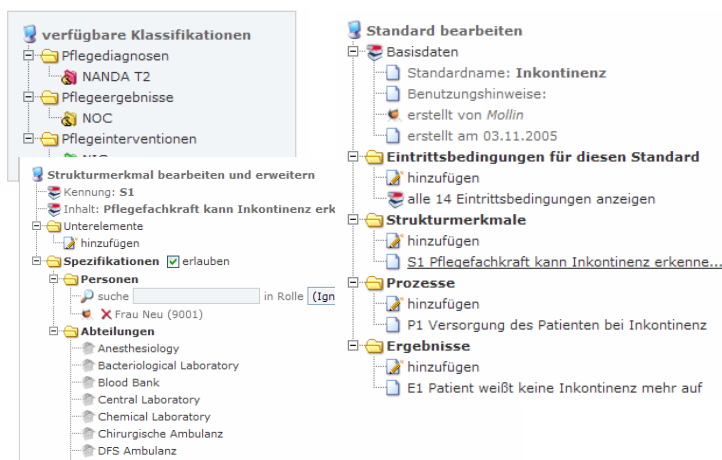 verfügbare Klassifikationen
Pflegediagnosen
NANDA T2
Pflegeergebnisse
NOC
Pflegeinterventionen
Strukturmerkmal bearbeiten und erweitern
Kennung: S1
Inhalt: Pflegefachkraft kann Inkontinenz erk
Unterelemente
hinzufügen
Spezifikationen erlauben
Personen
suche in Rolle (Ign
Frau Neu (9001)
Abteilungen
Anesthesiology
Bacteriological Laboratory
Blood Bank
Central Laboratory
Chemical Laboratory
Chirurgische Ambulanz
DFS Ambulanz
Standard bearbeiten
Basisdaten
Standardname: Inkontinenz
Benutzungshinweise:
erstellt von Mollin
erstellt am 03.11.2005
Eintrittsbedingungen für diesen Standard
hinzufügen
alle 14 Eintrittsbedingungen anzeigen
Strukturmerkmale
hinzufügen
S1 Pflegefachkraft kann Inkontinenz erkenne...
Prozesse
hinzufügen
P1 Versorgung des Patienten bei Inkontinenz
Ergebnisse
hinzufügen
E1 Patient weißt keine Inkontinenz mehr auf